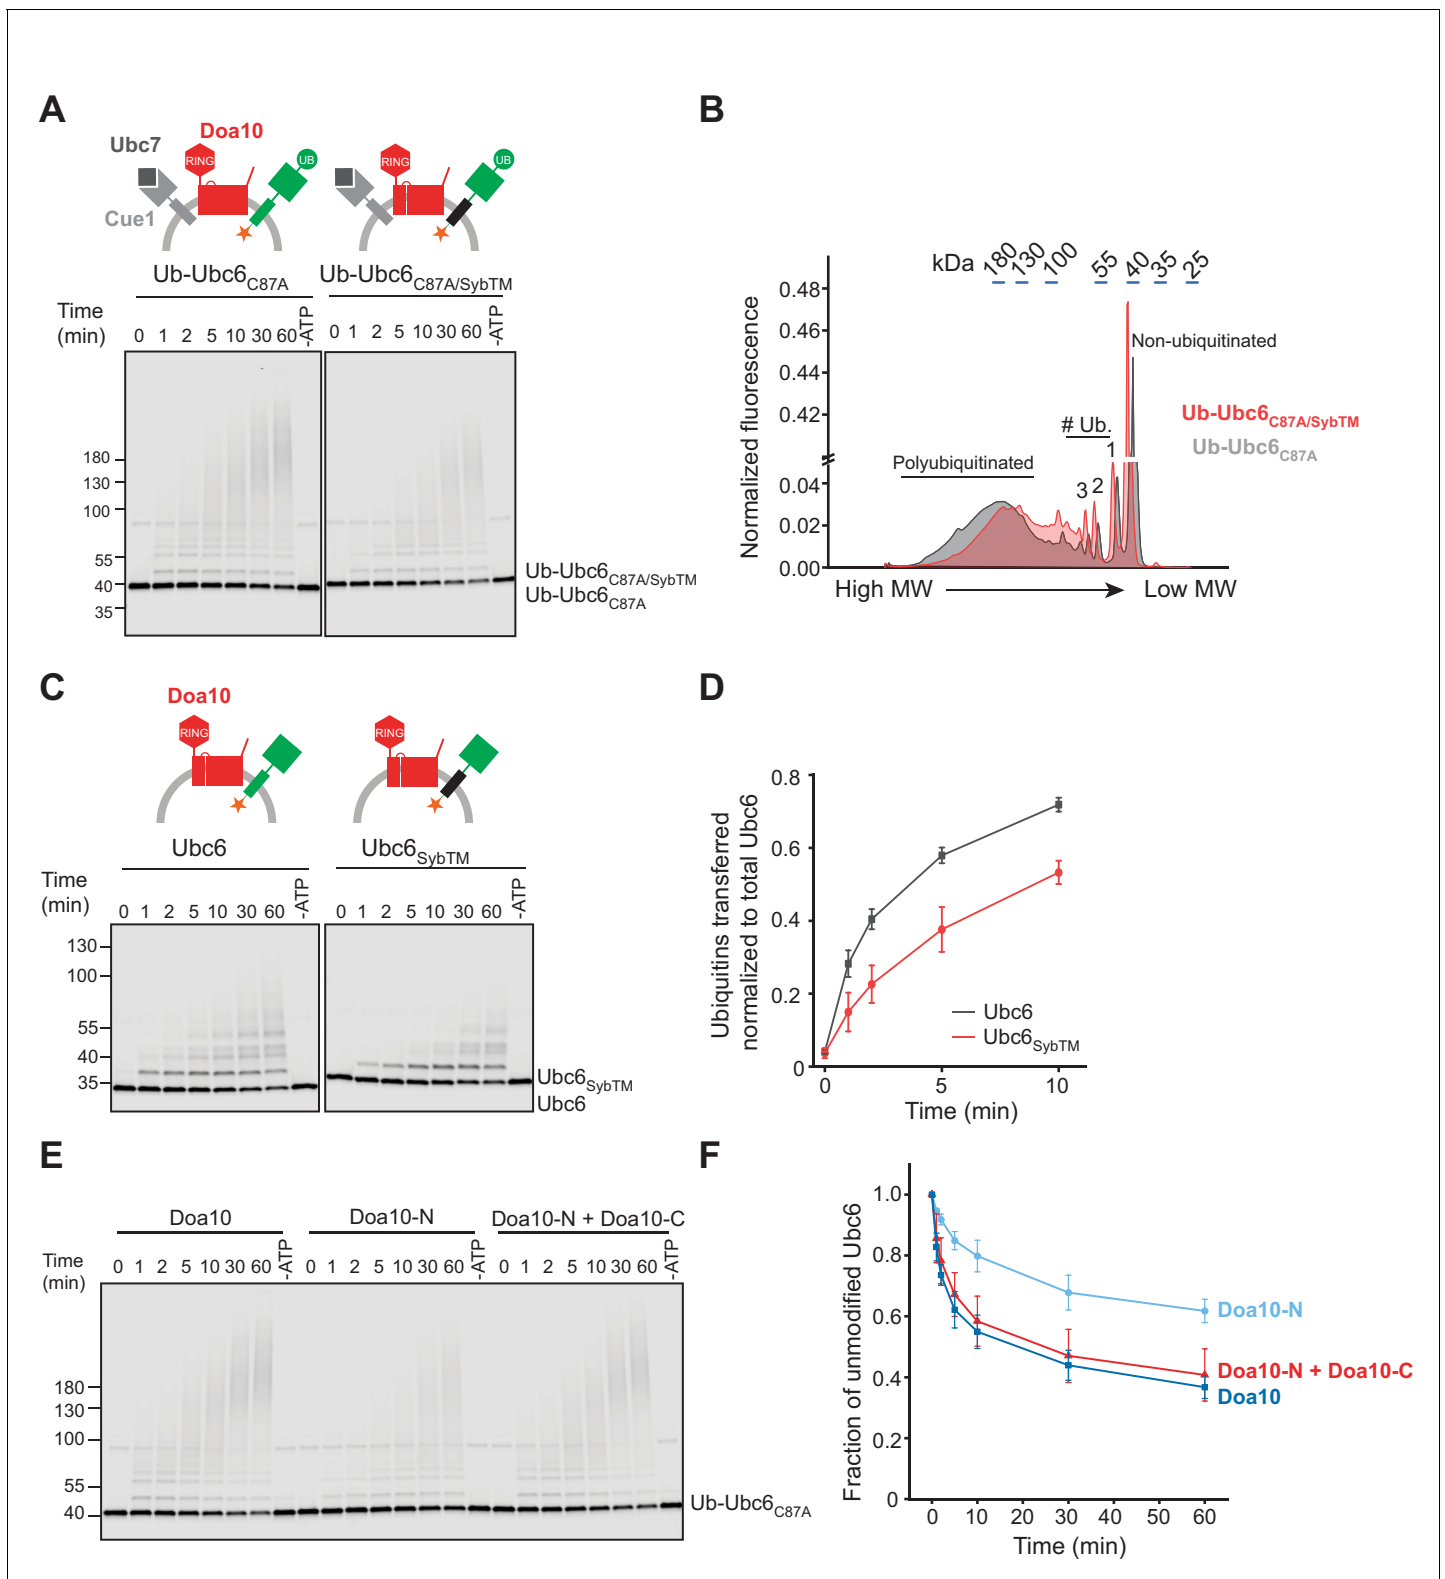 A
Doa10
Ubc7
RING
UB
RING
UB
Cue1
Ub-Ubc6C87A
Ub-Ubc6C87A/SybTM
Time
(min)
0 1 2 5 10 30 60 -ATP
0 1 2 5 10 30 60 -ATP
180
130
100
55
40
35
Ub-Ubc6C87A/SybTM
Ub-Ubc6C87A
B
kDa 180 130 100 55 40 35 25
Normalized fluorescence
0.48
0.46
0.44
0.42
0.04
0.02
0.00
Non-ubiquitinated
# Ub.
1
2
3
Polyubiquitinated
Ub-Ubc6C87A/SybTM
Ub-Ubc6C87A
High MW
Low MW
C
Doa10
RING
RING
Ubc6
Ubc6SybTM
Time
(min)
0 1 2 5 10 30 60 -ATP
0 1 2 5 10 30 60 -ATP
130
100
55
40
35
Ubc6SybTM
Ubc6
D
Ubiquitins transferred
normalized to total Ubc6
0.8
0.6
0.4
0.2
0
Ubc6
Ubc6SybTM
0 5 10
Time (min)
E
Doa10
Doa10-N
Doa10-N + Doa10-C
Time
(min)
0 1 2 5 10 30 60 -ATP 0 1 2 5 10 30 60 -ATP 0 1 2 5 10 30 60 -ATP
180
130
100
55
40
Ub-Ubc6C87A
F
Fraction of unmodified Ubc6
1.0
0.8
0.6
0.4
0.2
0
Doa10-N
Doa10-N + Doa10-C
Doa10
0 10 20 30 40 50 60
Time (min)